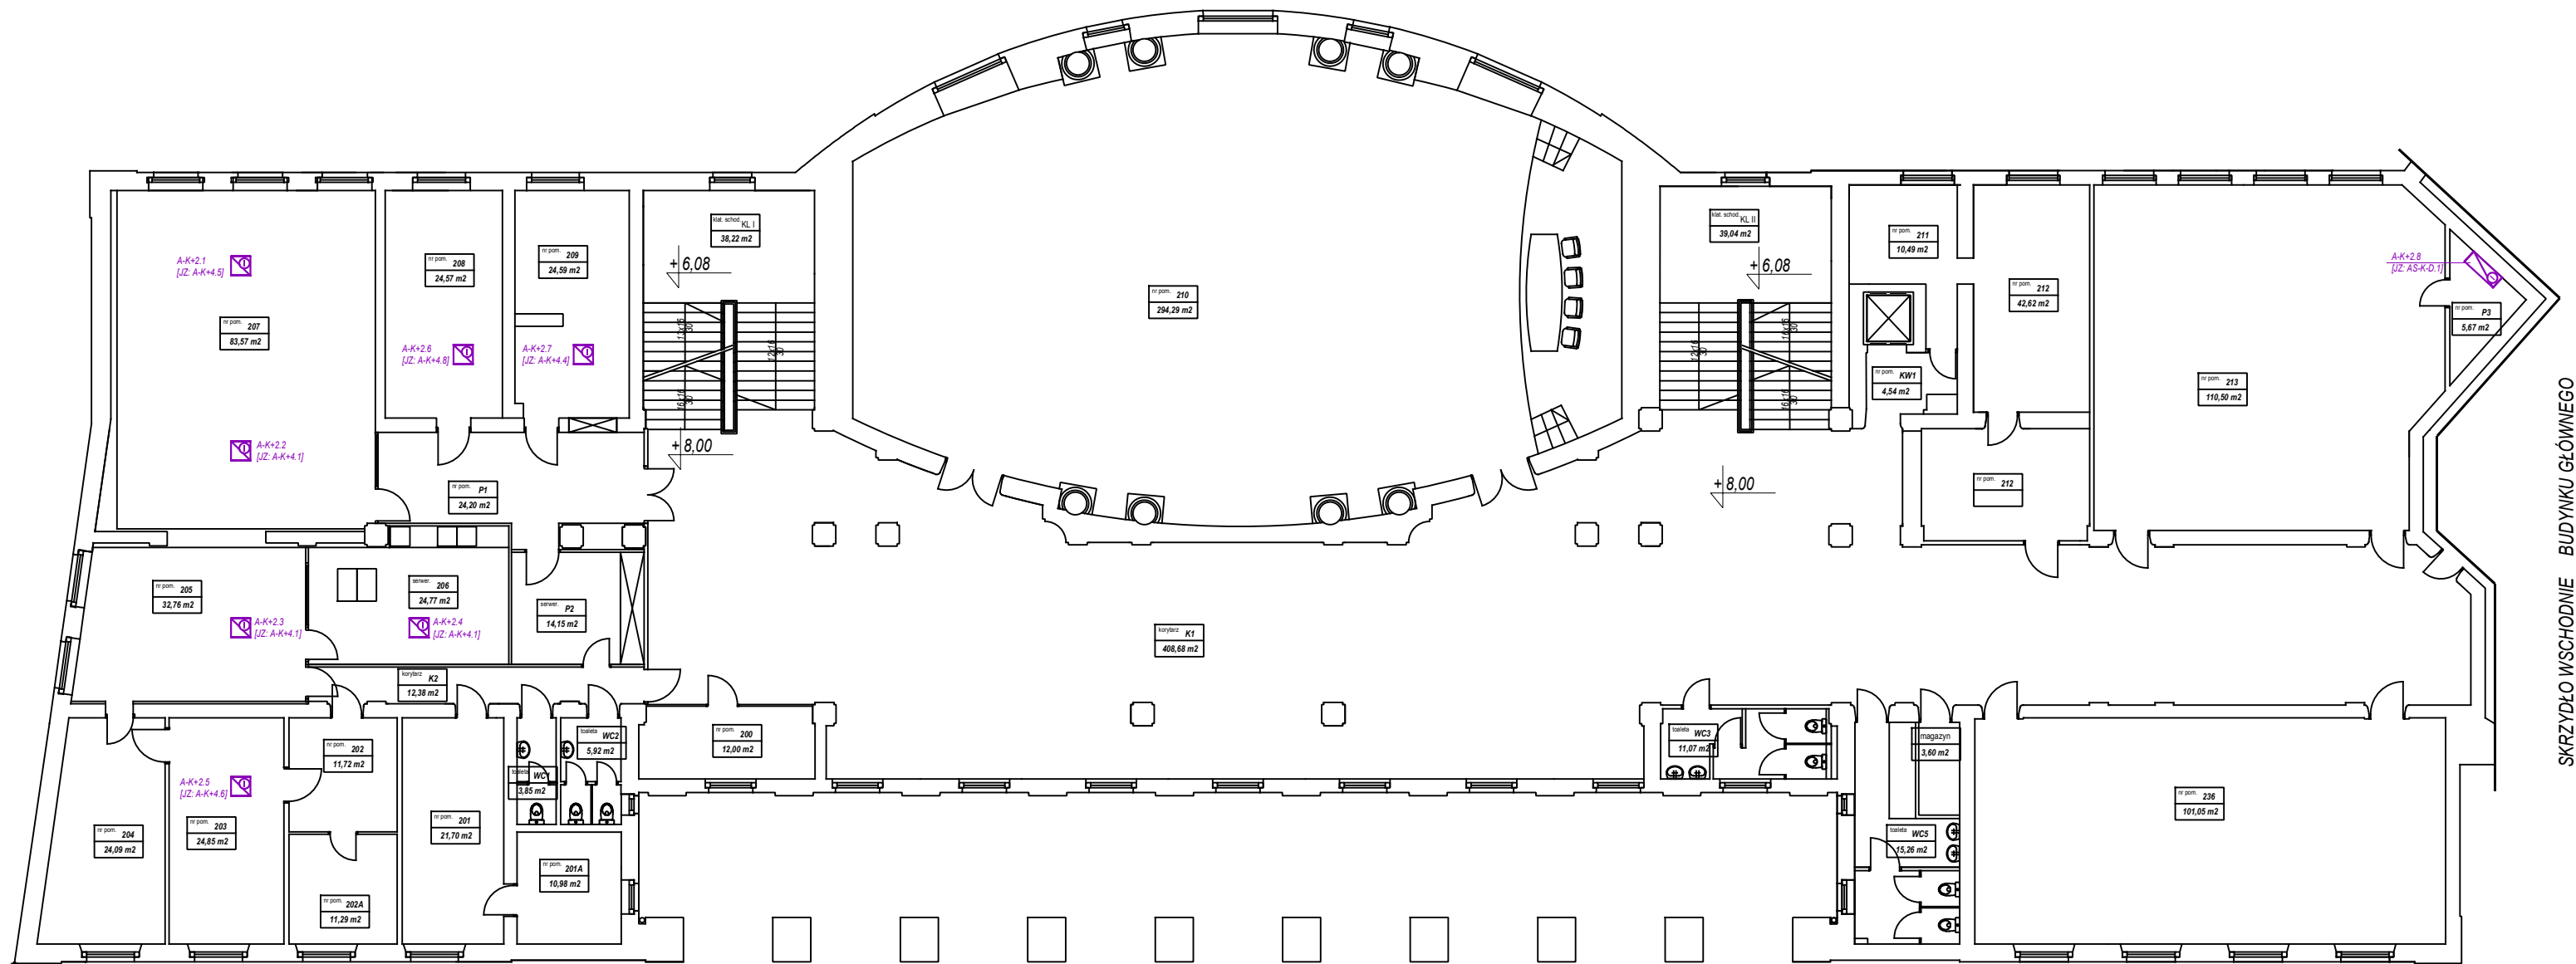 klat. schod. KL I
38,22 m2
klat. schod. KL II
39,04 m2
nr pom. 211
10,49 m2
A-K+2.1
[JZ: A-K+4.5]
nr pom. 208
24,57 m2
nr pom. 209
24,59 m2
+ 6,08
+ 6,08
A-K+2.8
[JZ: AS-K-D.1]
nr pom. 210
294,29 m2
nr pom. 212
42,62 m2
nr pom. P3
5,67 m2
nr pom. 207
83,57 m2
A-K+2.6
[JZ: A-K+4.8]
A-K+2.7
[JZ: A-K+4.4]
12x16
30
12x16
30
16x16
30
16x16
30
nr pom. KW1
4,54 m2
nr pom. 213
110,50 m2
A-K+2.2
[JZ: A-K+4.1]
+ 8,00
+ 8,00
nr pom. P1
24,20 m2
nr pom. 212
nr pom. 205
32,76 m2
serwer. 206
24,77 m2
serwer. P2
14,15 m2
A-K+2.3
[JZ: A-K+4.1]
A-K+2.4
[JZ: A-K+4.1]
korytarz K1
408,68 m2
korytarz K2
12,38 m2
nr pom. 202
11,72 m2
toaleta WC2
5,92 m2
nr pom. 200
12,00 m2
toaleta WC3
11,07 m2
magazyn
3,60 m2
A-K+2.5
[JZ: A-K+4.6]
toaleta WC1
3,85 m2
nr pom. 236
101,05 m2
nr pom. 204
24,09 m2
nr pom. 203
24,85 m2
nr pom. 201
21,70 m2
toaleta WC5
15,26 m2
nr pom. 201A
10,98 m2
nr pom. 202A
11,29 m2
SKRZYDŁO WSCHODNIE BUDYNKU GŁÓWNEGO